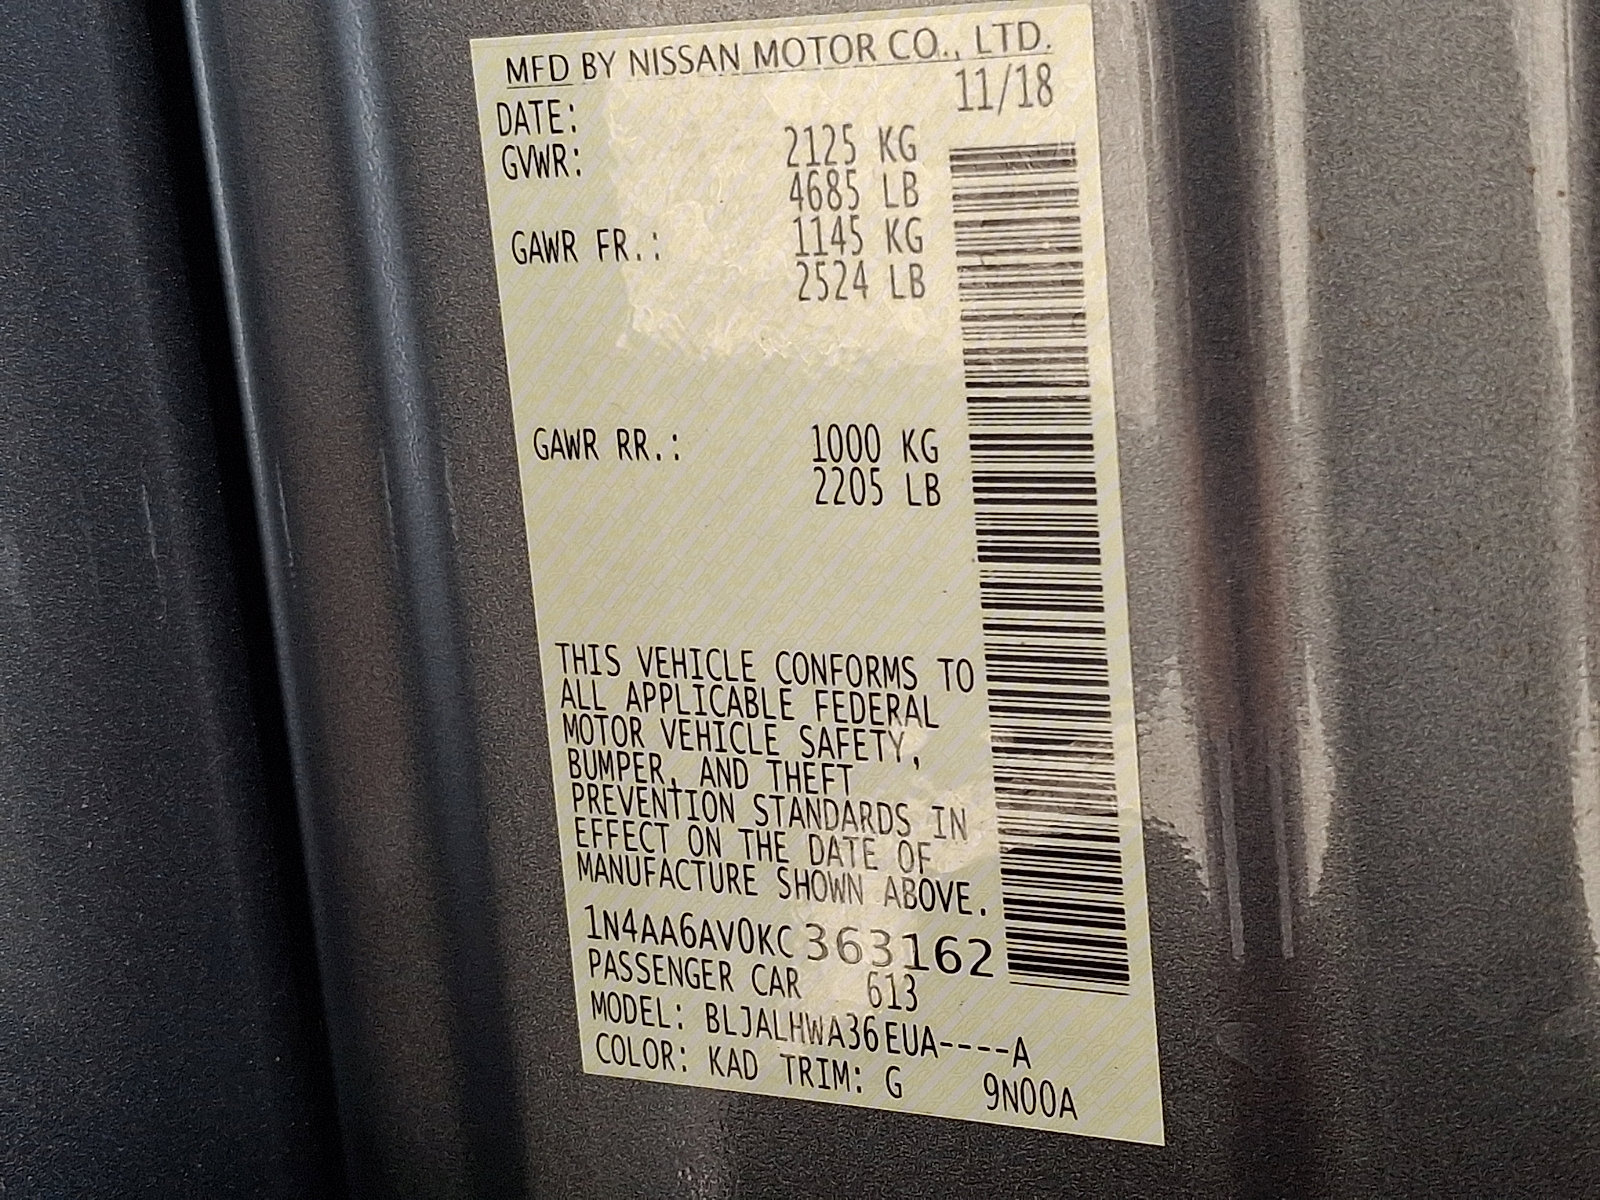 MFD BY NISSAN MOTOR CO., LTD.
DATE: 11/18
GVWR: 2125 KG
4685 LB
GAWR FR.: 1145 KG
2524 LB
GAWR RR.: 1000 KG
2205 LB
THIS VEHICLE CONFORMS TO
ALL APPLICABLE FEDERAL
MOTOR VEHICLE SAFETY,
BUMPER, AND THEFT
PREVENTION STANDARDS IN
EFFECT ON THE DATE OF
MANUFACTURE SHOWN ABOVE.
1N4AA6AV0KC363162
PASSENGER CAR 613
MODEL: BLJALHWA36EUA----A
COLOR: KAD TRIM: G 9N00A